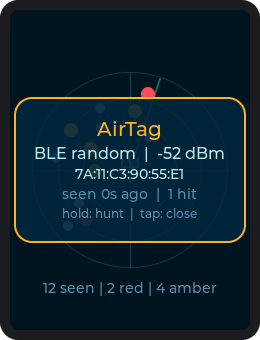 AirTag
BLE random | -52 dBm
7A:11:C3:90:55:E1
seen 0s ago | 1 hit
hold: hunt | tap: close
12 seen | 2 red | 4 amber